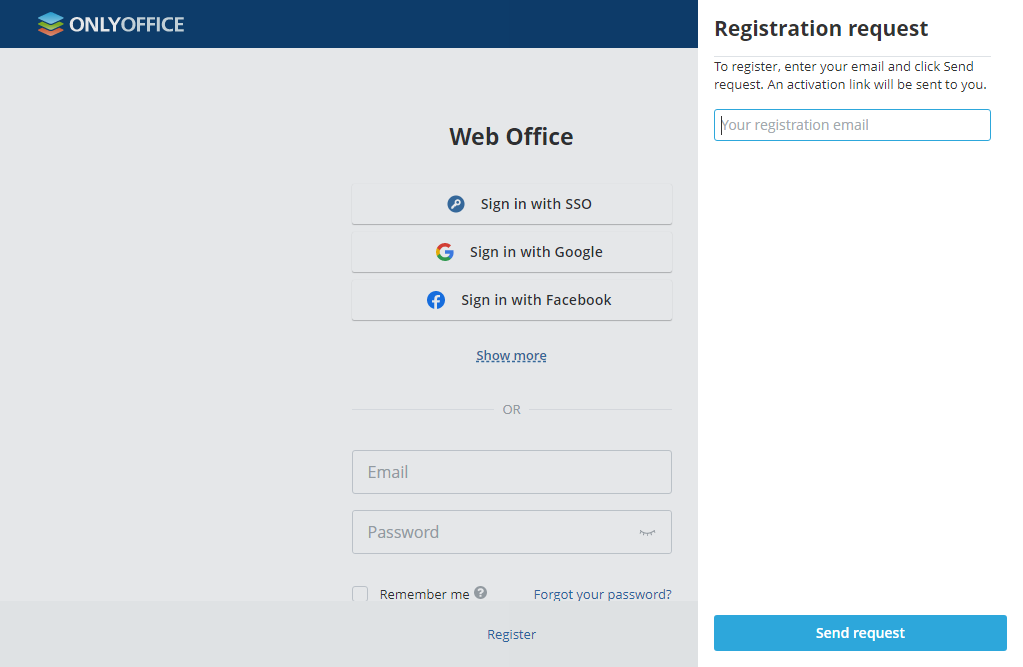 ONLYOFFICE
Web Office
Sign in with SSO
Sign in with Google
Sign in with Facebook
Show more
OR
Email
Password
Remember me ?
Forgot your password?
Register
Registration request
To register, enter your email and click Send
request. An activation link will be sent to you.
Your registration email
Send request